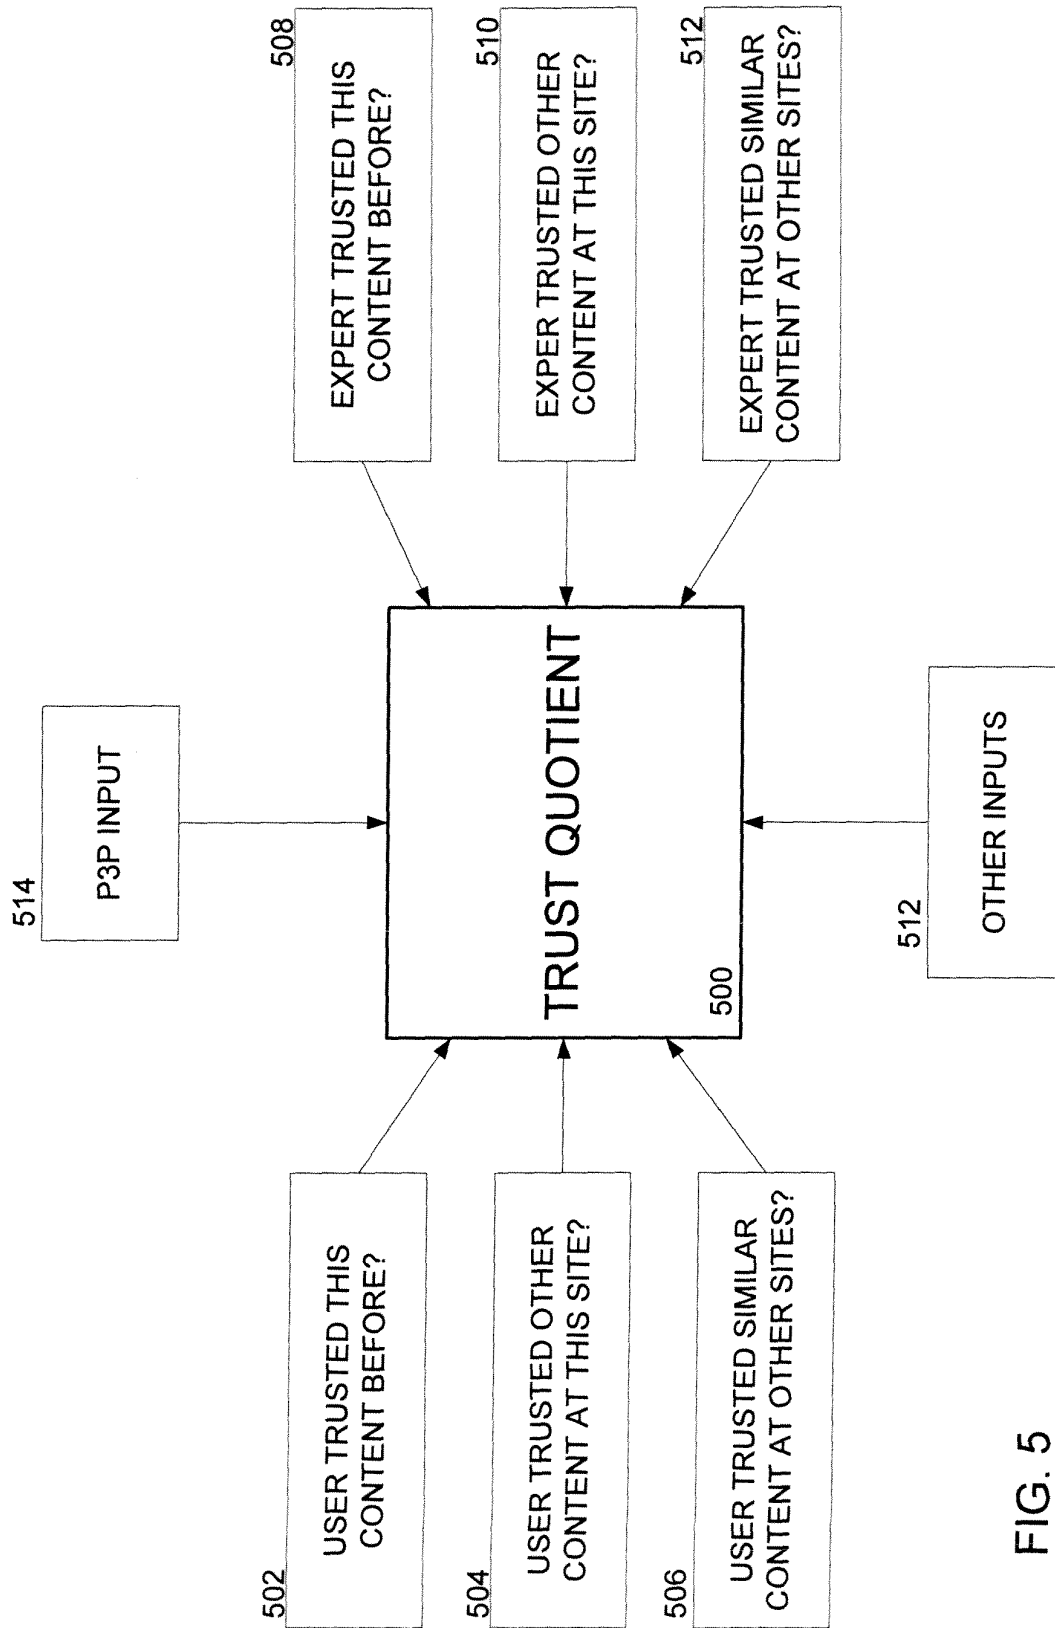 514
P3P INPUT
502
USER TRUSTED THIS
CONTENT BEFORE?
504
USER TRUSTED OTHER
CONTENT AT THIS SITE?
506
USER TRUSTED SIMILAR
CONTENT AT OTHER SITES?
TRUST QUOTIENT
500
508
EXPERT TRUSTED THIS
CONTENT BEFORE?
510
EXPER TRUSTED OTHER
CONTENT AT THIS SITE?
512
EXPERT TRUSTED SIMILAR
CONTENT AT OTHER SITES?
512
OTHER INPUTS
FIG. 5